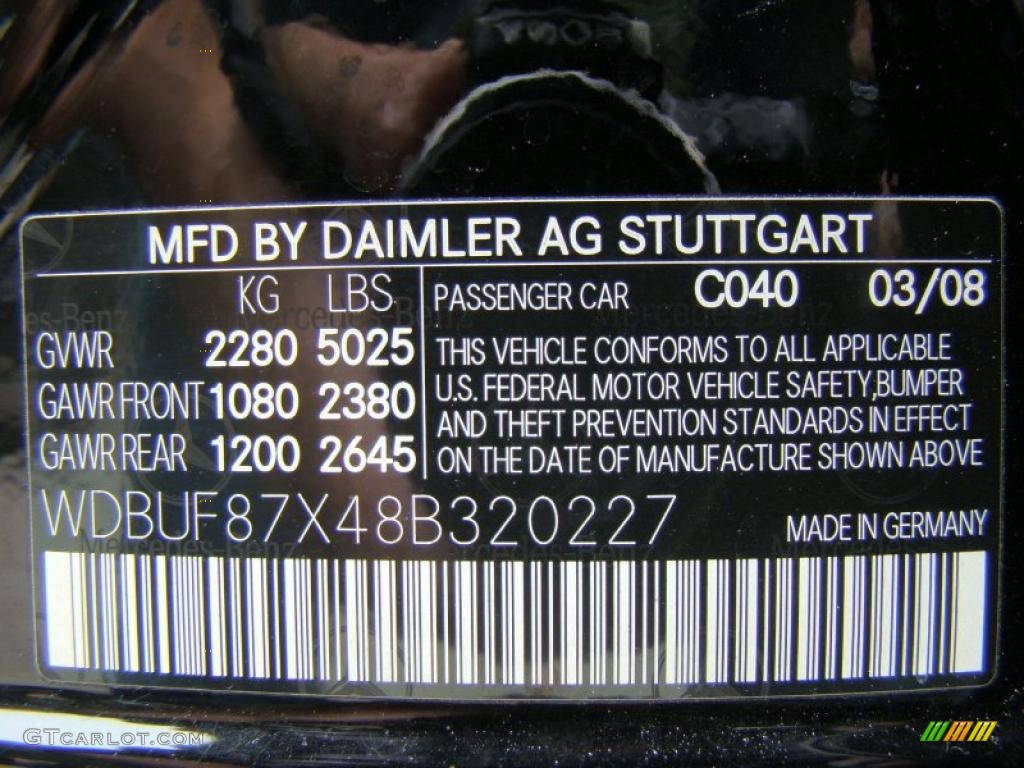 MFD BY DAIMLER AG STUTTGART
KG LBS PASSENGER CAR C040 03/08
GVWR 2280 5025
GAWR FRONT 1080 2380
GAWR REAR 1200 2645
THIS VEHICLE CONFORMS TO ALL APPLICABLE
U.S. FEDERAL MOTOR VEHICLE SAFETY,BUMPER
AND THEFT PREVENTION STANDARDS IN EFFECT
ON THE DATE OF MANUFACTURE SHOWN ABOVE
WDBUF87X48B320227
MADE IN GERMANY
GTCARLOT.COM